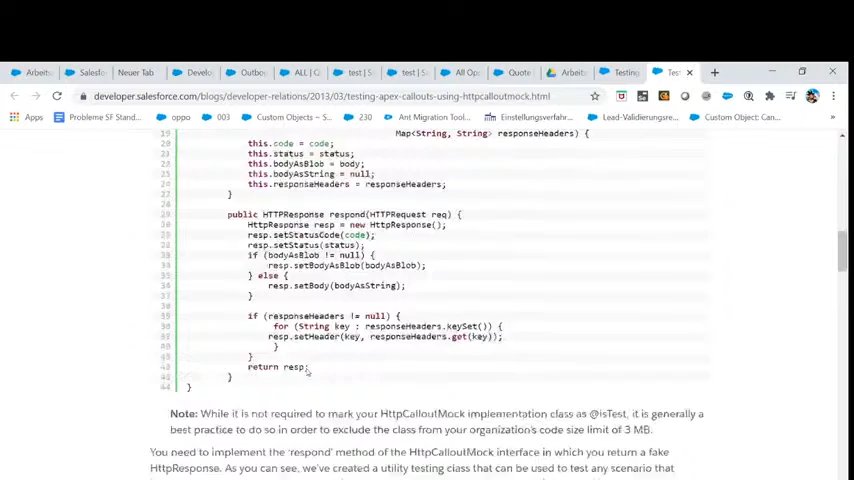 Arbeits
Salesfor
Neuer Tab
Develo
Outbou
ALL | Q
test | S
test | S
All Op
Quote
Arbeits
Testing
Tes
developer.salesforce.com/blogs/developer-relations/2013/03/testing-apex-callouts-using-httpcalloutmock.html
Apps
Probleme SF Stand...
oppo
003
Custom Objects – S...
230
Ant Migration Tool...
Einstellungsverfahr...
Lead-Validierungsre...
Custom Object: Can...
Map<String, String> responseHeaders) {
this.code = code;
this.status = status;
this.bodyAsBlob = body;
this.bodyAsString = null;
this.responseHeaders = responseHeaders;
}
public HTTPResponse respond(HTTPRequest req) {
HttpResponse resp = new HttpResponse();
resp.setStatusCode(code);
resp.setStatus(status);
if (bodyAsBlob != null) {
resp.setBodyAsBlob(bodyAsBlob);
} else {
resp.setBody(bodyAsString);
}
if (responseHeaders != null) {
for (String key : responseHeaders.keySet()) {
resp.setHeader(key, responseHeaders.get(key));
}
}
return resp;
}
}
Note: While it is not required to mark your HttpCalloutMock implementation class as @isTest, it is generally a
best practice to do so in order to exclude the class from your organization's code size limit of 3 MB.
You need to implement the 'respond' method of the HttpCalloutMock interface in which you return a fake
HttpResponse. As you can see, we've created a utility testing class that can be used to test any scenario that